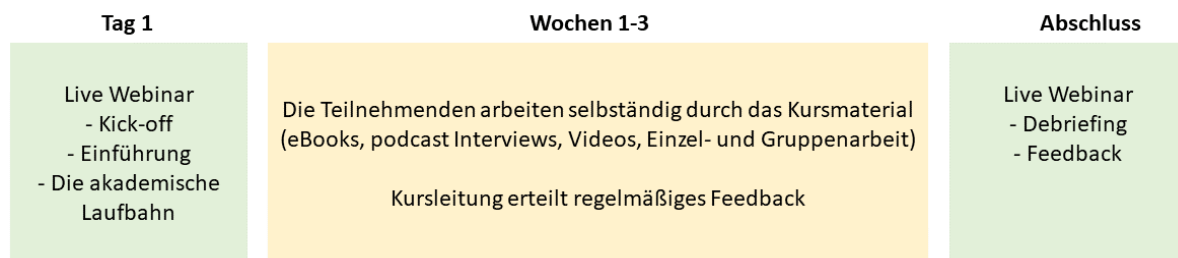 Tag 1
Live Webinar
- Kick-off
- Einführung
- Die akademische
Laufbahn
Wochen 1-3
Die Teilnehmenden arbeiten selbständig durch das Kursmaterial
(eBooks, podcast Interviews, Videos, Einzel- und Gruppenarbeit)
Kursleitung erteilt regelmäßiges Feedback
Abschluss
Live Webinar
- Debriefing
- Feedback